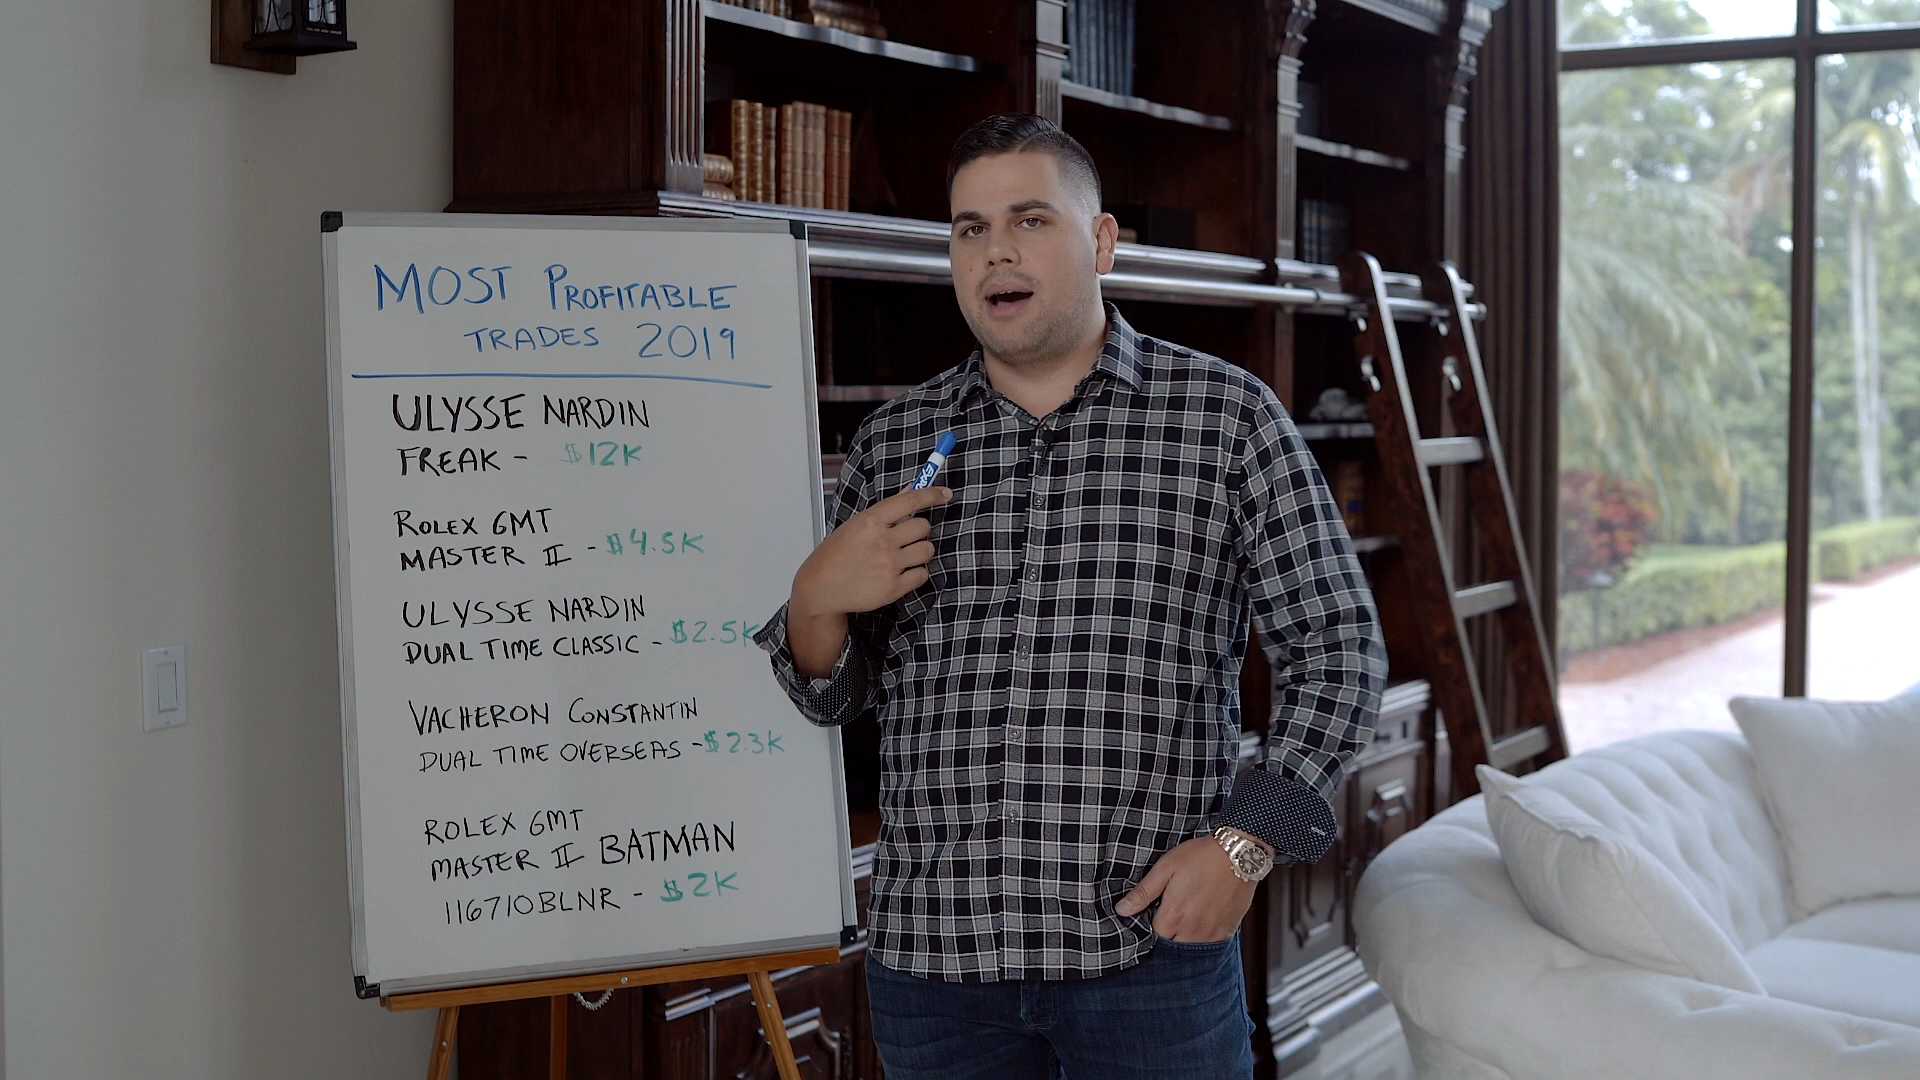 MOST PROFITABLE
TRADES 2019
ULYSSE NARDIN
FREAK - $12K
ROLEX GMT
MASTER II - $4.5K
ULYSSE NARDIN
DUAL TIME CLASSIC - $2.5K
VACHERON CONSTANTIN
DUAL TIME OVERSEAS - $2.3K
ROLEX GMT
MASTER II BATMAN
116710BLNR - $2K